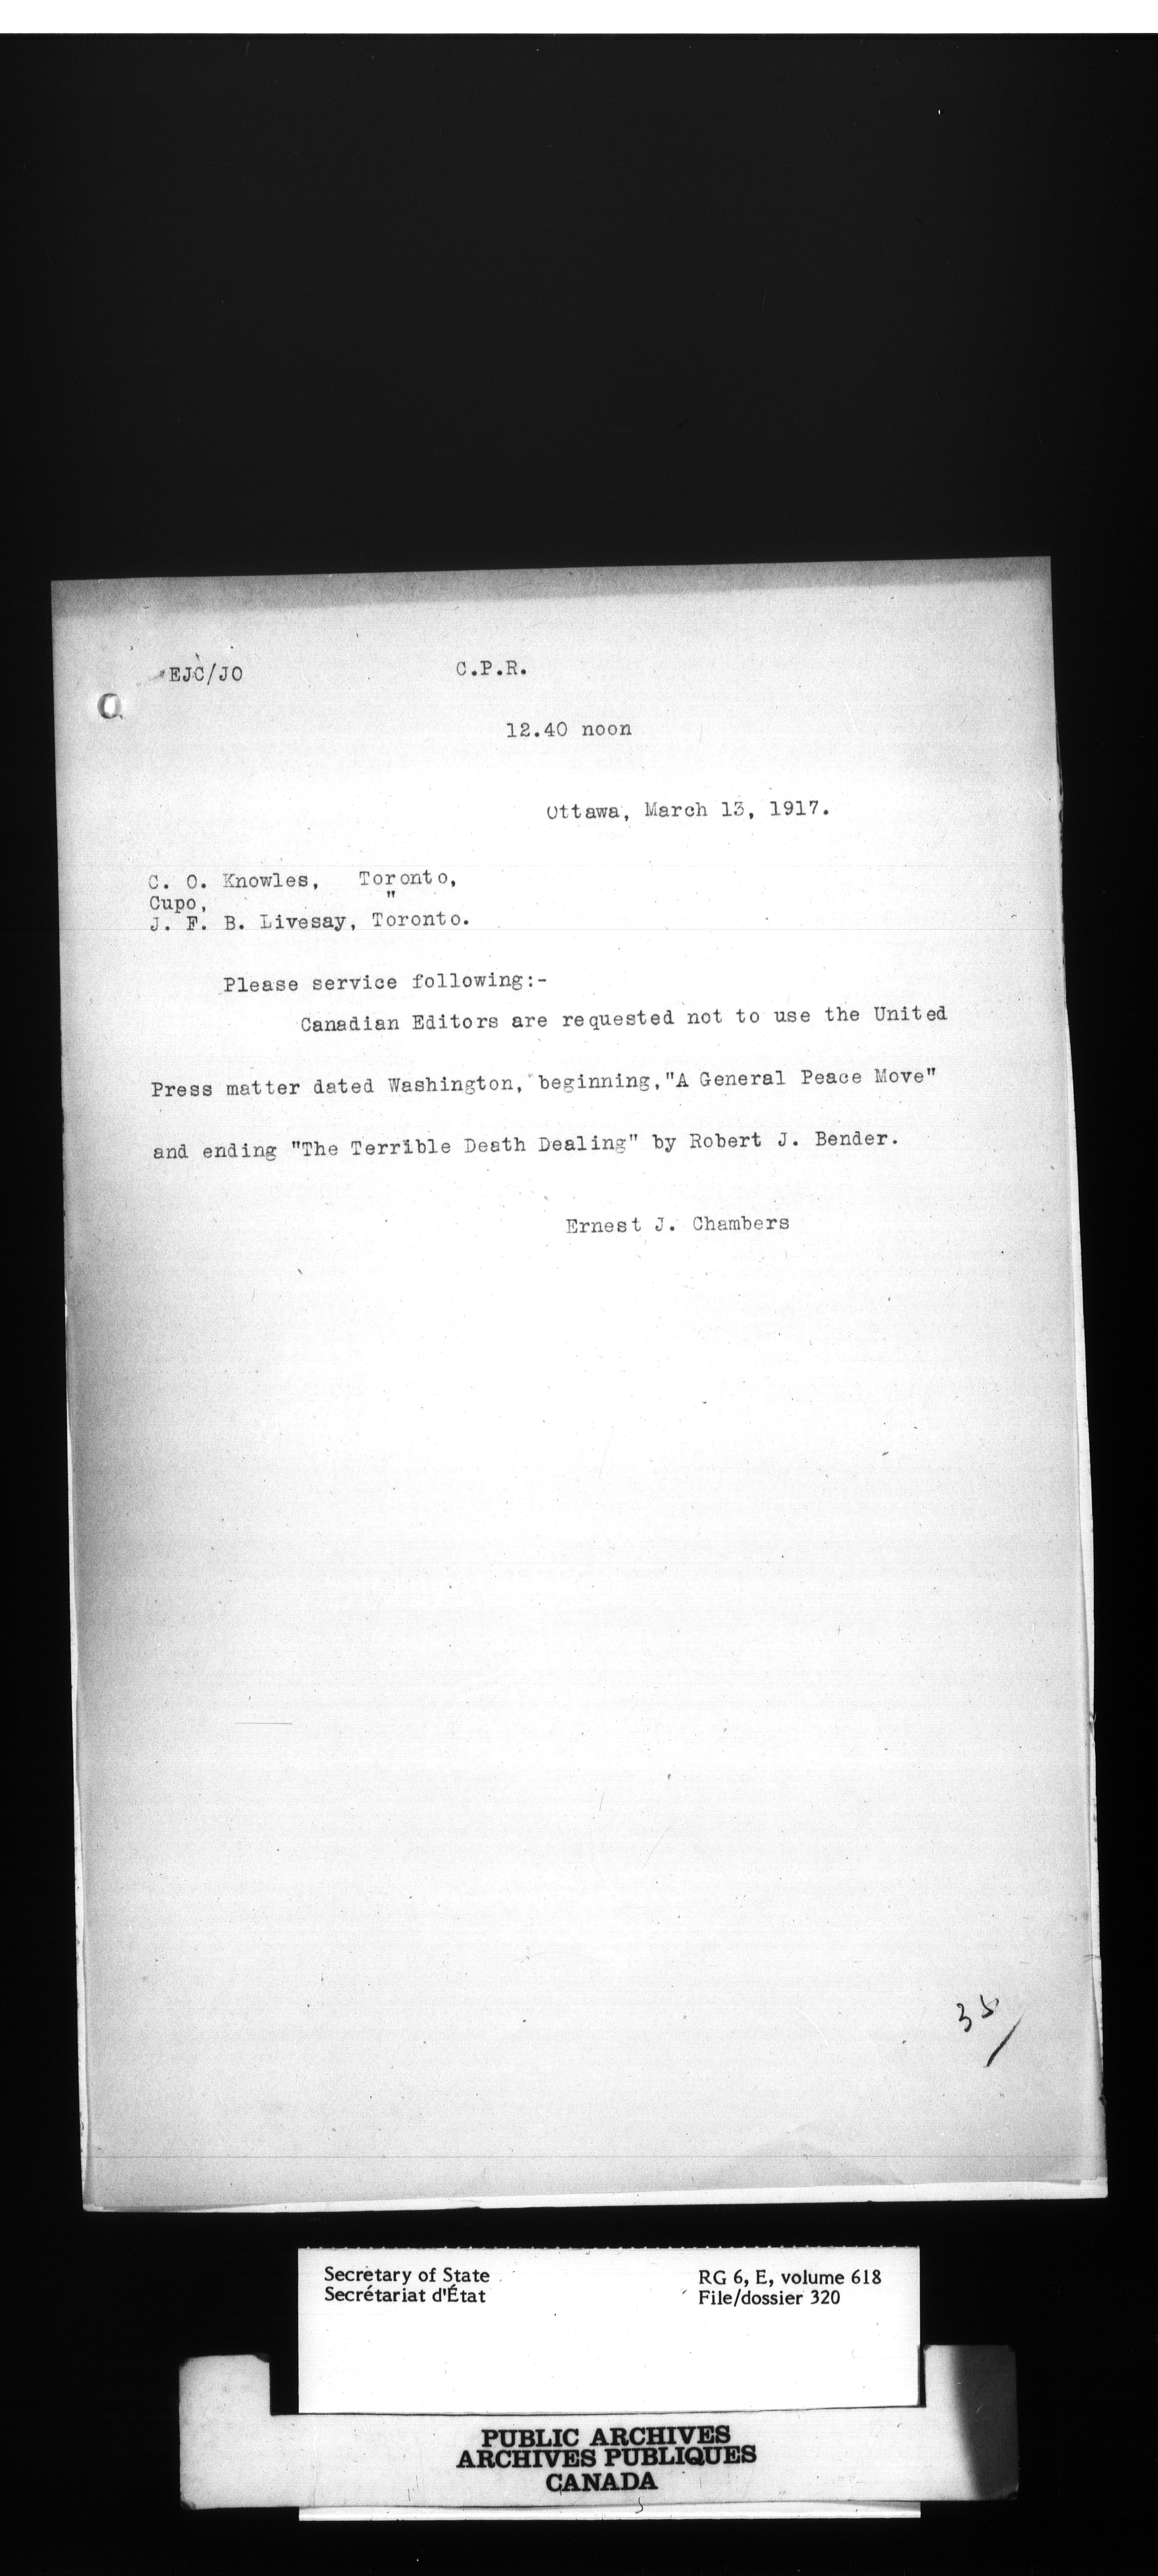 EJC/JO C.P.R.
12.40 noon
Ottawa, March 13, 1917.
C. O. Knowles, Toronto,
Cupo, "
J. F. B. Livesay, Toronto.
Please service following:-
Canadian Editors are requested not to use the United
Press matter dated Washington, beginning, "A General Peace Move"
and ending "The Terrible Death Dealing" by Robert J. Bender.
Ernest J. Chambers
35/
Secretary of State RG 6, E, volume 618
Secrétariat d'État File/dossier 320
PUBLIC ARCHIVES
ARCHIVES PUBLIQUES
CANADA